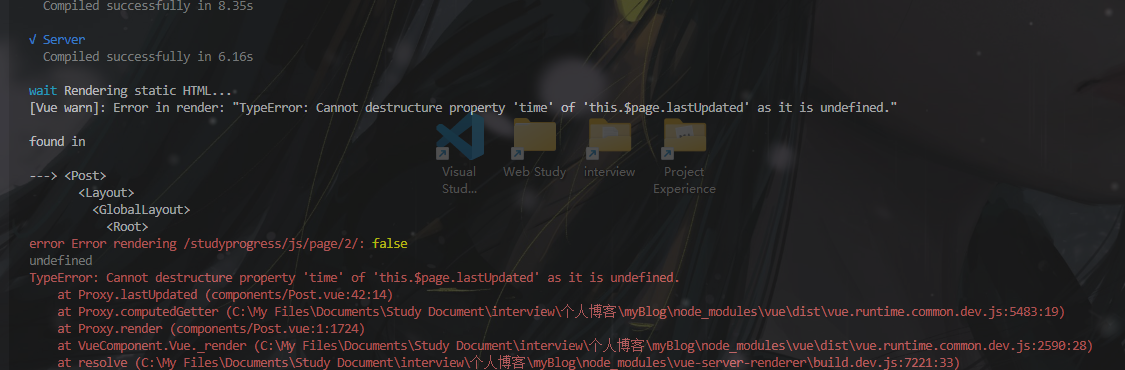 Compiled successfully in 8.35s
√ Server
Compiled successfully in 6.16s
wait Rendering static HTML...
[Vue warn]: Error in render: "TypeError: Cannot destructure property 'time' of 'this.$page.lastUpdated' as it is undefined."
found in
---> <Post>
<Layout>
<GlobalLayout>
<Root>
error Error rendering /studyprogress/js/page/2/: false
undefined
TypeError: Cannot destructure property 'time' of 'this.$page.lastUpdated' as it is undefined.
at Proxy.lastUpdated (components/Post.vue:42:14)
at Proxy.computedGetter (C:\My Files\Documents\Study Document\interview\个人博客\myBlog\node_modules\vue\dist\vue.runtime.common.dev.js:5483:19)
at Proxy.render (components/Post.vue:1:1724)
at VueComponent.Vue._render (C:\My Files\Documents\Study Document\interview\个人博客\myBlog\node_modules\vue\dist\vue.runtime.common.dev.js:2590:28)
at resolve (C:\My Files\Documents\Study Document\interview\个人博客\myBlog\node_modules\vue-server-renderer\build.dev.js:7221:33)
Visual
Stud...
Web Study
interview
Project
Experience